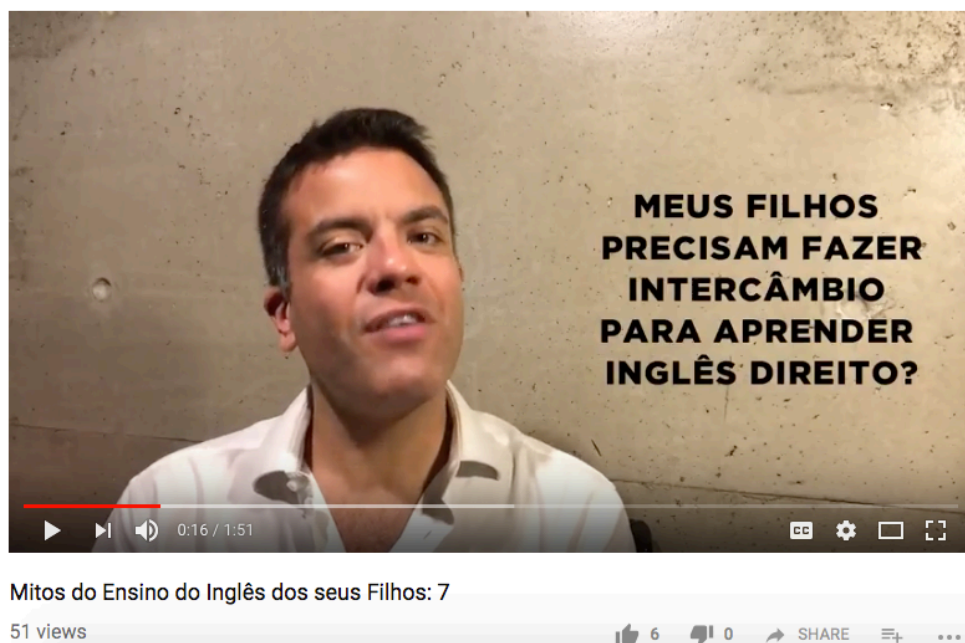 MEUS FILHOS
PRECISAM FAZER
INTERCÂMBIO
PARA APRENDER
INGLÊS DIREITO?
0:16 / 1:51
CC
Mitos do Ensino do Inglês dos seus Filhos: 7
51 views
6
0
SHARE